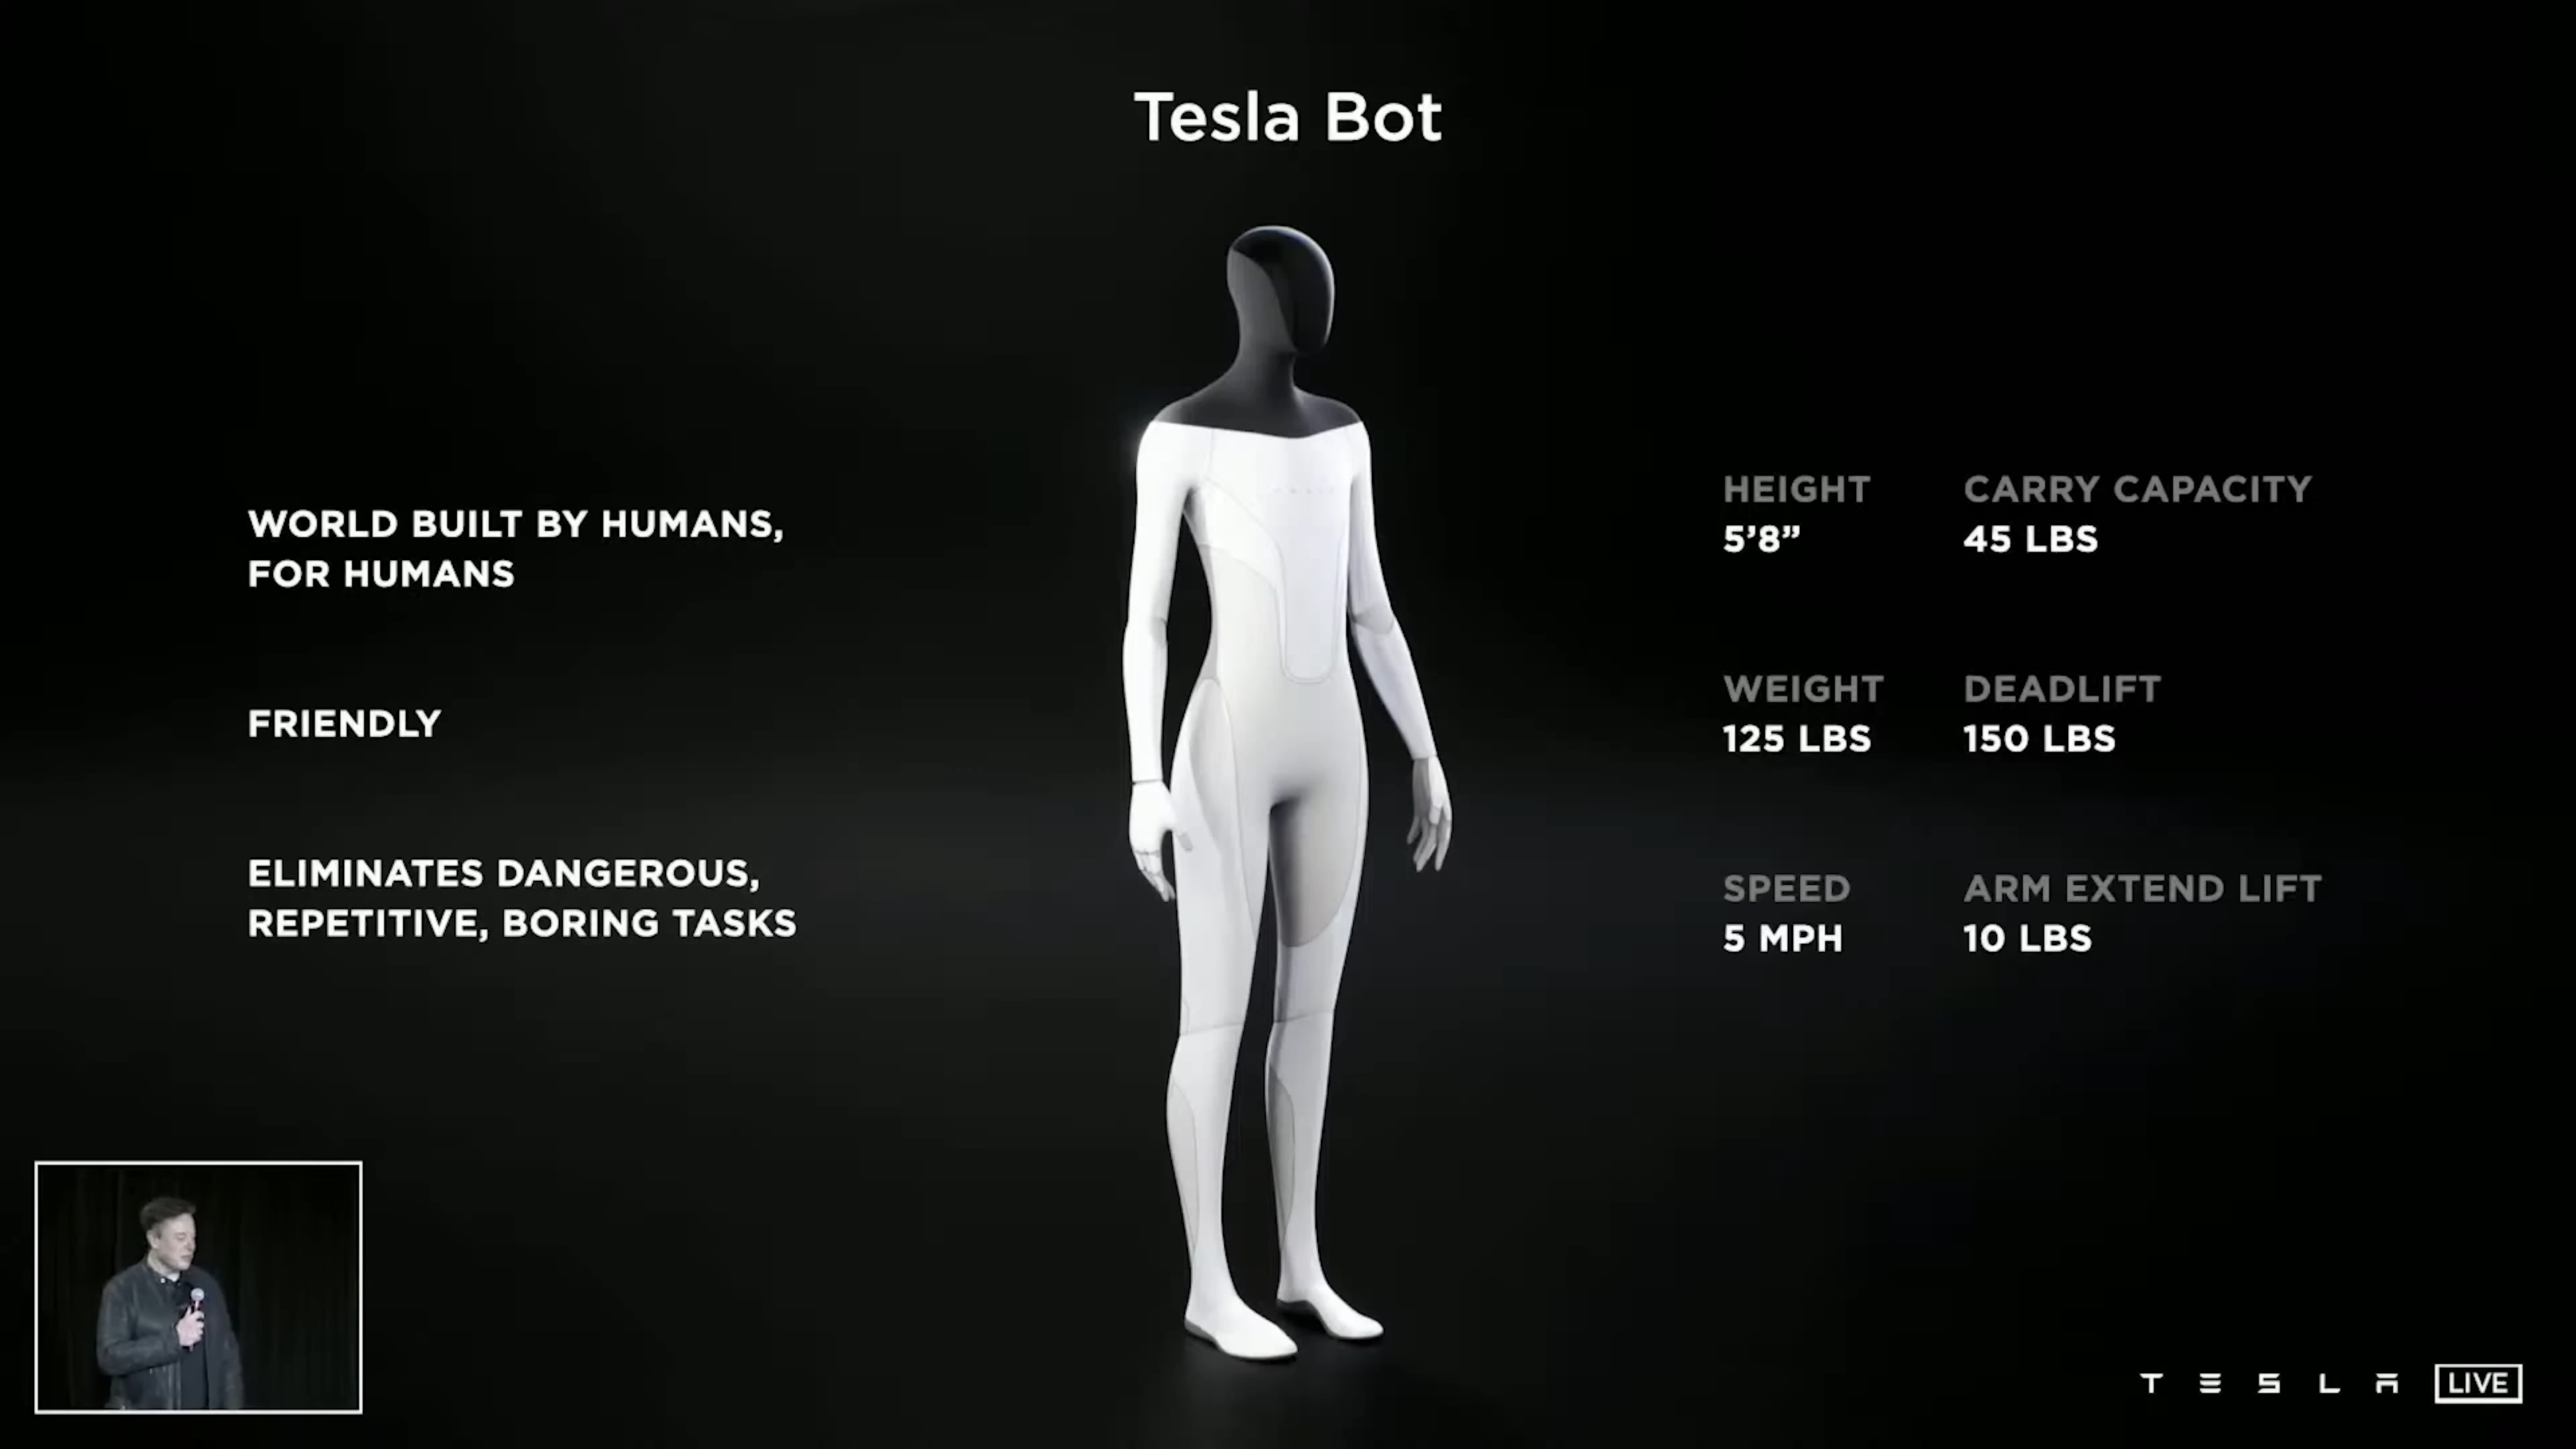 Tesla Bot
WORLD BUILT BY HUMANS,
FOR HUMANS
FRIENDLY
ELIMINATES DANGEROUS,
REPETITIVE, BORING TASKS
HEIGHT
5’8”
CARRY CAPACITY
45 LBS
WEIGHT
125 LBS
DEADLIFT
150 LBS
SPEED
5 MPH
ARM EXTEND LIFT
10 LBS
TESLA LIVE